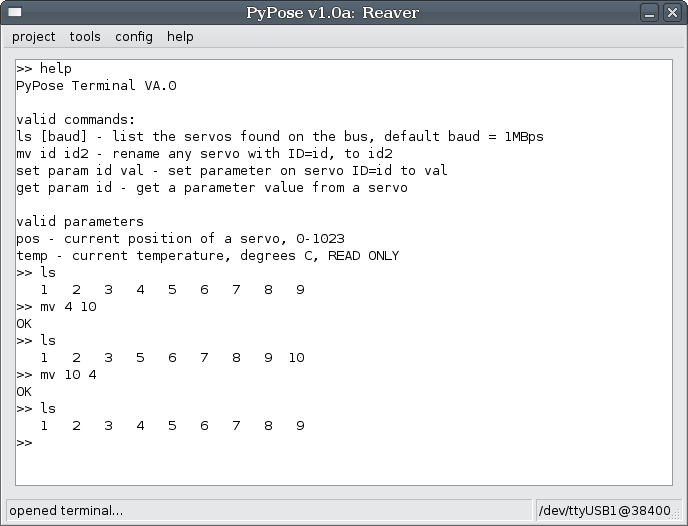 PyPose v1.0a: Reaver
project tools config help
>> help
PyPose Terminal VA.0
valid commands:
ls [baud] - list the servos found on the bus, default baud = 1MBps
mv id id2 - rename any servo with ID=id, to id2
set param id val - set parameter on servo ID=id to val
get param id - get a parameter value from a servo
valid parameters
pos - current position of a servo, 0-1023
temp - current temperature, degrees C, READ ONLY
>> ls
1 2 3 4 5 6 7 8 9
>> mv 4 10
OK
>> ls
1 2 3 5 6 7 8 9 10
>> mv 10 4
OK
>> ls
1 2 3 4 5 6 7 8 9
>>
opened terminal... /dev/ttyUSB1@38400